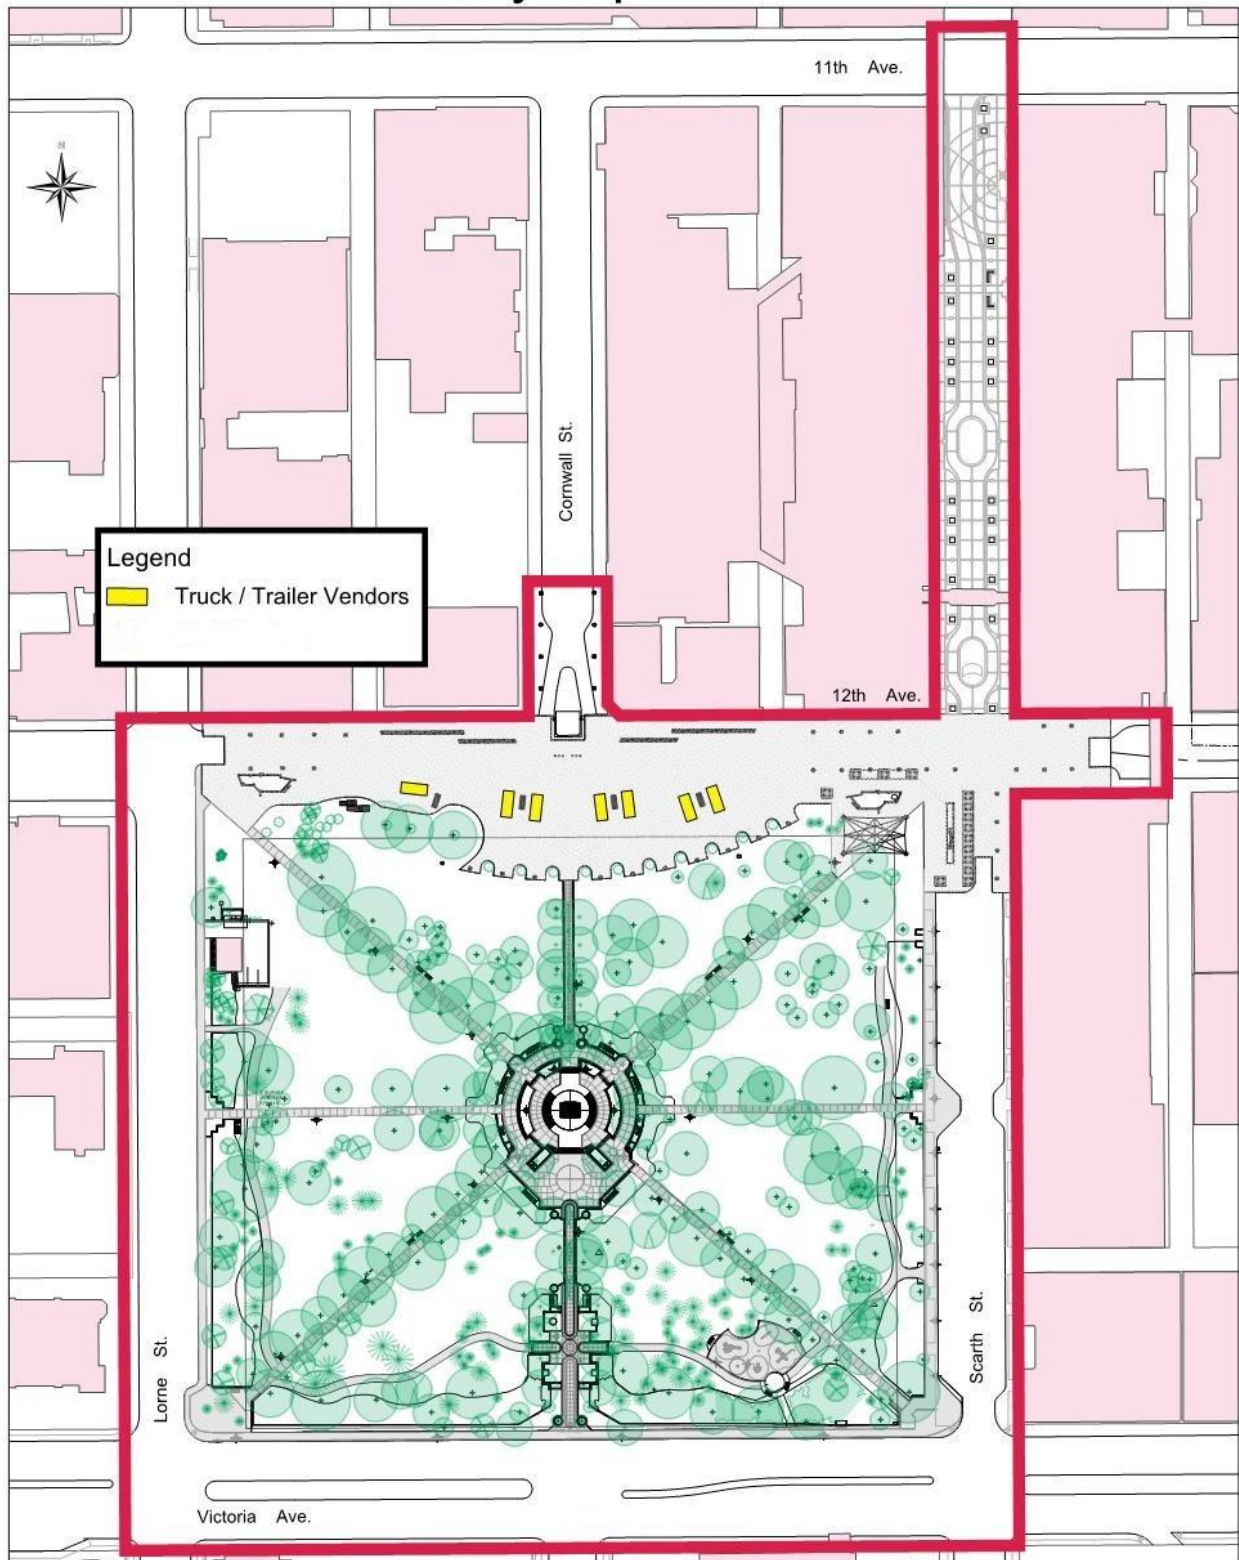 11th Ave.
N
Cornwall St.
Legend
Truck / Trailer Vendors
12th Ave.
Lorne St.
Scarth St.
Victoria Ave.